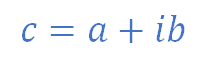 c = a + ib